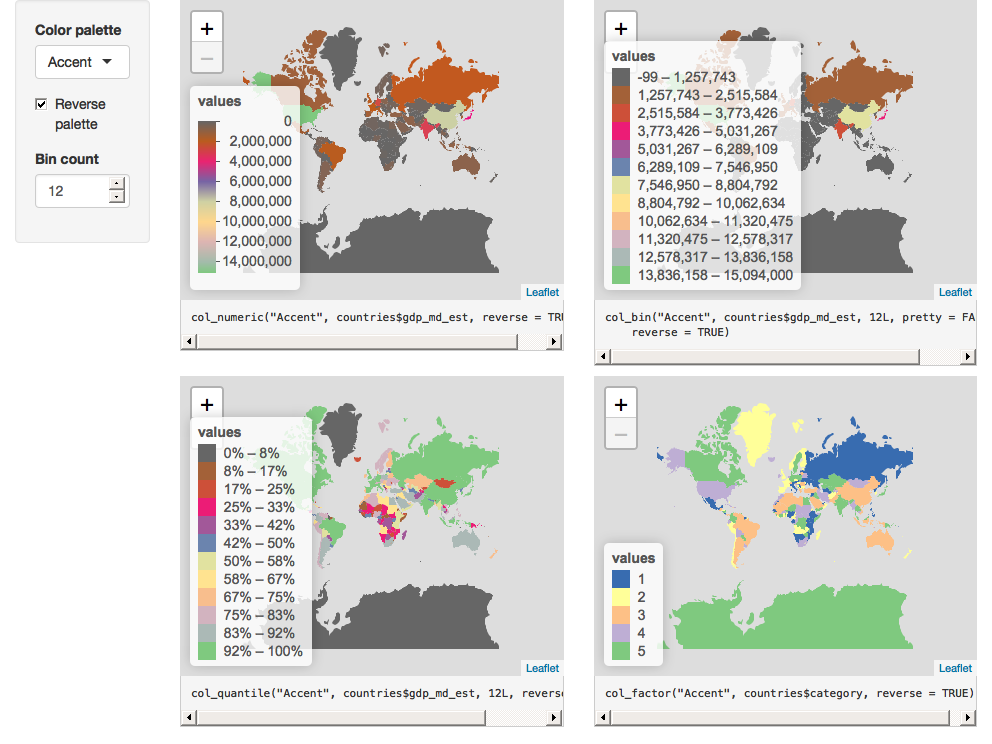 Color palette
Accent
Reverse
palette
Bin count
12
+
−
values
0
2,000,000
4,000,000
6,000,000
8,000,000
10,000,000
12,000,000
14,000,000
Leaflet
col_numeric("Accent", countries$gdp_md_est, reverse = TRU
+
values
-99 – 1,257,743
1,257,743 – 2,515,584
2,515,584 – 3,773,426
3,773,426 – 5,031,267
5,031,267 – 6,289,109
6,289,109 – 7,546,950
7,546,950 – 8,804,792
8,804,792 – 10,062,634
10,062,634 – 11,320,475
11,320,475 – 12,578,317
12,578,317 – 13,836,158
13,836,158 – 15,094,000
Leaflet
col_bin("Accent", countries$gdp_md_est, 12L, pretty = FA
reverse = TRUE)
+
values
0% – 8%
8% – 17%
17% – 25%
25% – 33%
33% – 42%
42% – 50%
50% – 58%
58% – 67%
67% – 75%
75% – 83%
83% – 92%
92% – 100%
Leaflet
col_quantile("Accent", countries$gdp_md_est, 12L, reverse
+
−
values
1
2
3
4
5
Leaflet
col_factor("Accent", countries$category, reverse = TRUE)